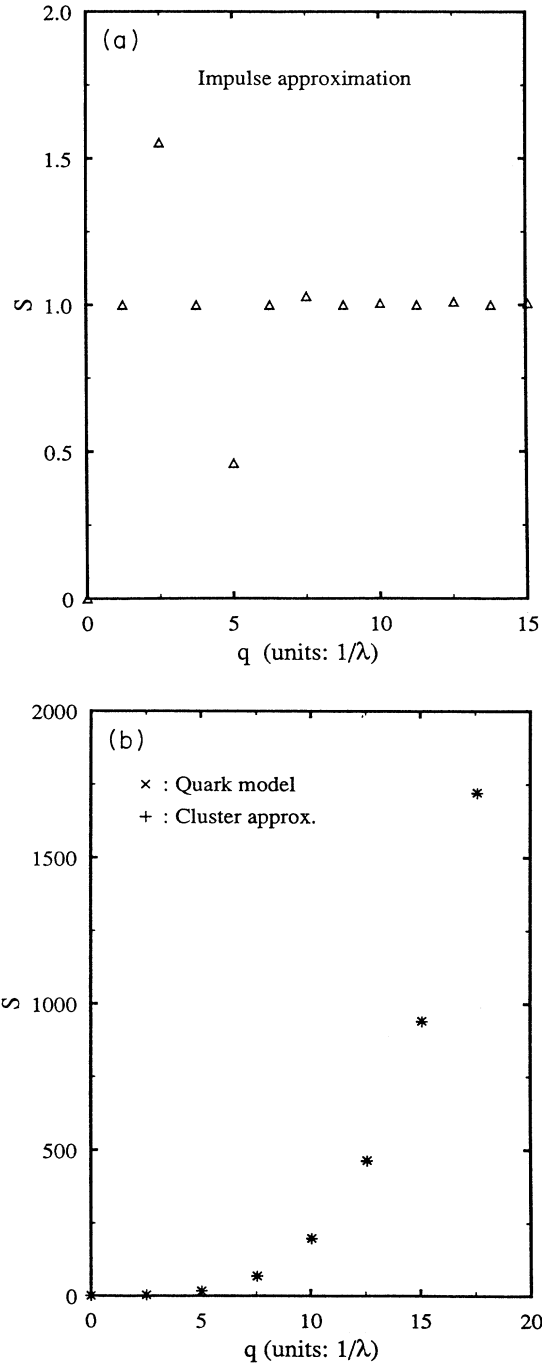 (a)
Impulse approximation
2.0
1.5
1.0
0.5
0
S
0 5 10 15
q (units: 1/λ)
(b)
× : Quark model
+ : Cluster approx.
2000
1500
1000
500
0
S
0 5 10 15 20
q (units: 1/λ)